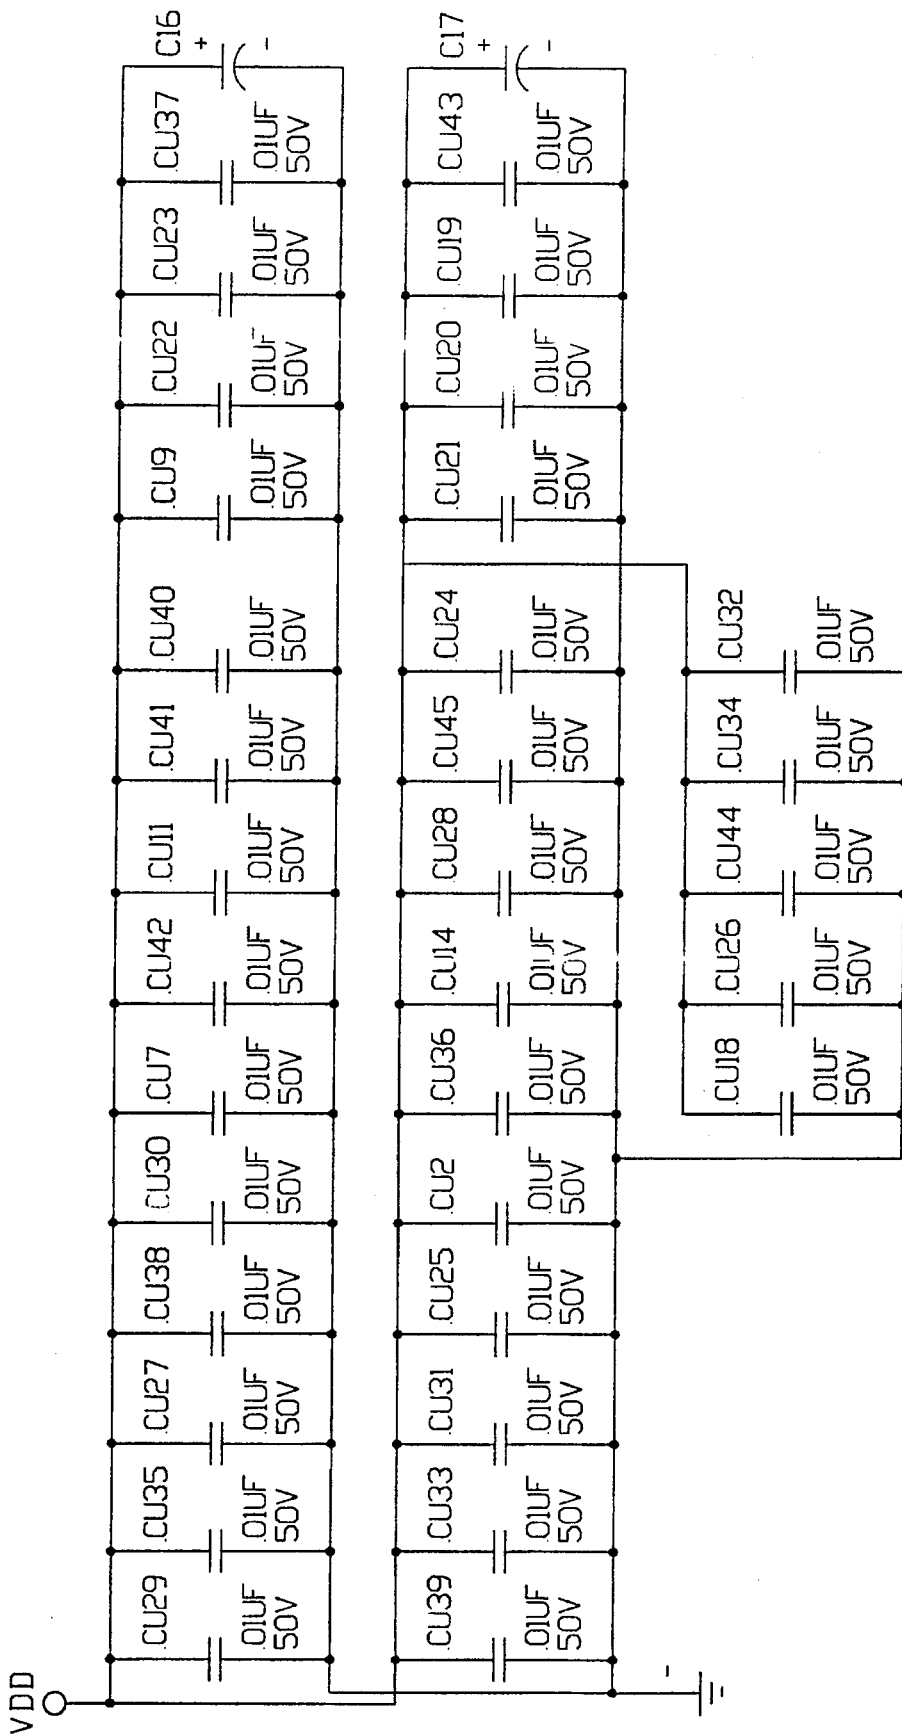 VDD
.CU29
.01UF
50V
.CU35
.01UF
50V
.CU27
.01UF
50V
.CU38
.01UF
50V
.CU30
.01UF
50V
.CU7
.01UF
50V
.CU42
.01UF
50V
.CU11
.01UF
50V
.CU41
.01UF
50V
.CU40
.01UF
50V
.CU9
.01UF
50V
.CU22
.01UF
50V
.CU23
.01UF
50V
.CU37
.01UF
50V
C16
+
-
.CU39
.01UF
50V
.CU33
.01UF
50V
.CU31
.01UF
50V
.CU25
.01UF
50V
.CU2
.01UF
50V
.CU36
.01UF
50V
.CU14
.01UF
50V
.CU28
.01UF
50V
.CU45
.01UF
50V
.CU24
.01UF
50V
.CU21
.01UF
50V
.CU20
.01UF
50V
.CU19
.01UF
50V
.CU43
.01UF
50V
C17
+
-
.CU18
.01UF
50V
.CU26
.01UF
50V
.CU44
.01UF
50V
.CU34
.01UF
50V
.CU32
.01UF
50V
-